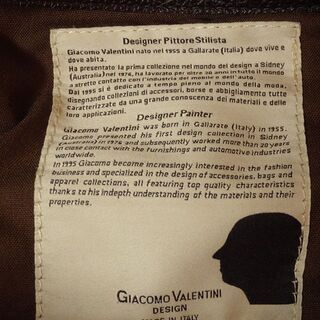 Designer Pittore Stilista
Giacomo Valentini nato nel 1955 a Gallarate (Italia) dove vive e
dove abita.
Ha presentato la prima collezione nel mondo del design a Sidney
(Australia) nel 1976, ha lavorato per oltre 20 anni in tutto il mondo
a stretto contatto con l'industria del mobile e dell'auto.
Dal 1995 si è dedicato a tempo pieno al mondo della moda,
disegnando collezioni di accessori, borse e abbigliamento tutte
caratterizzate da una grande conoscenza dei materiali e delle
loro applicazioni.
Designer Painter
Giacomo Valentini was born in Gallarate (Italy) in 1955.
Giacomo presented his first design collection in Sidney
(Australia) in 1976 and subsequently worked more than 20 years
in close contact with the furnishings and automotive industries
worldwide.
In 1995 Giacomo become increasingly interested in the fashion
business and specialized in the design of accessories, bags and
apparel collections, all featuring top quality characteristics
thanks to his indepth understanding of the materials and their
properties.
GIACOMO VALENTINI
DESIGN
MADE IN ITALY